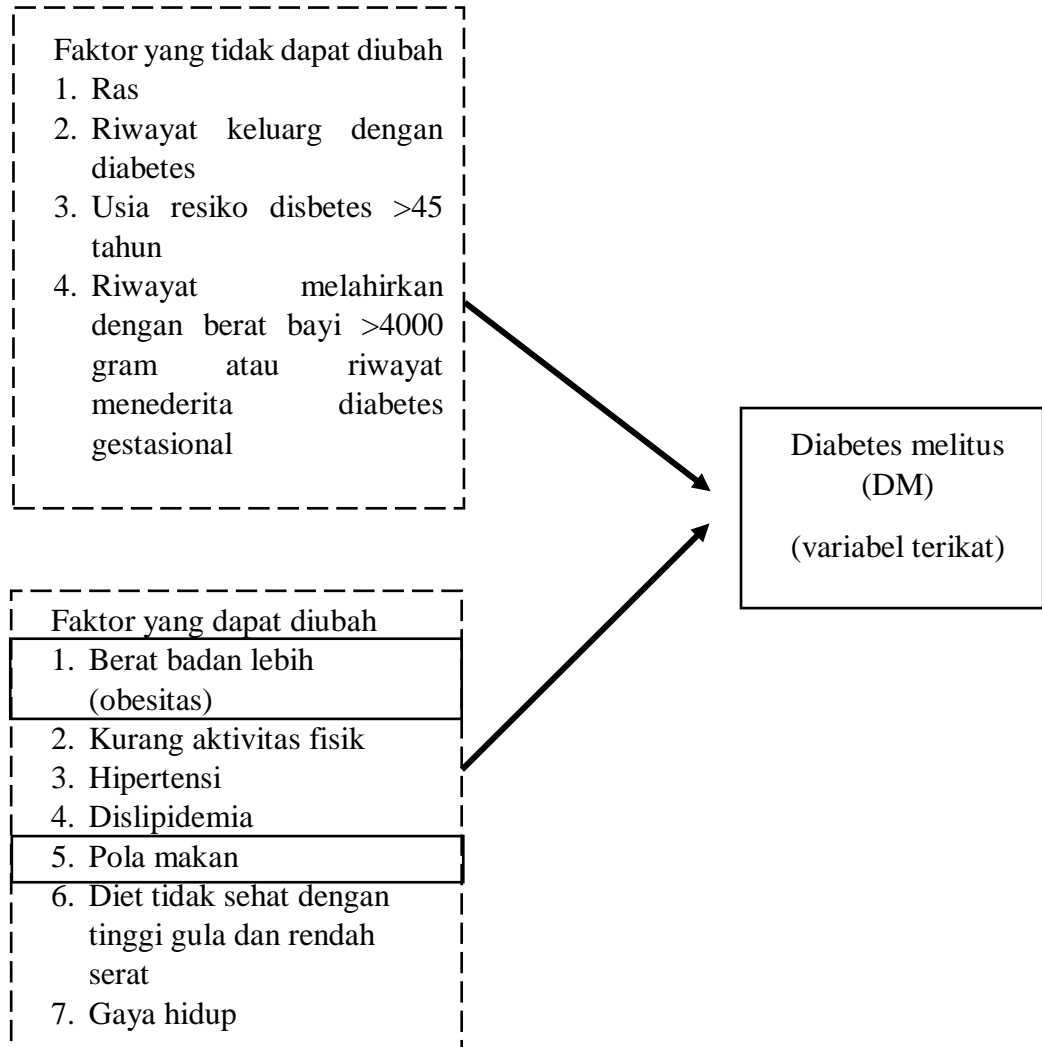 Faktor yang tidak dapat diubah
1. Ras
2. Riwayat keluarg dengan
diabetes
3. Usia resiko disbetes >45
tahun
4. Riwayat melahirkan
dengan berat bayi >4000
gram atau riwayat
menederita diabetes
gestasional
Diabetes melitus
(DM)
(variabel terikat)
Faktor yang dapat diubah
1. Berat badan lebih
(obesitas)
2. Kurang aktivitas fisik
3. Hipertensi
4. Dislipidemia
5. Pola makan
6. Diet tidak sehat dengan
tinggi gula dan rendah
serat
7. Gaya hidup